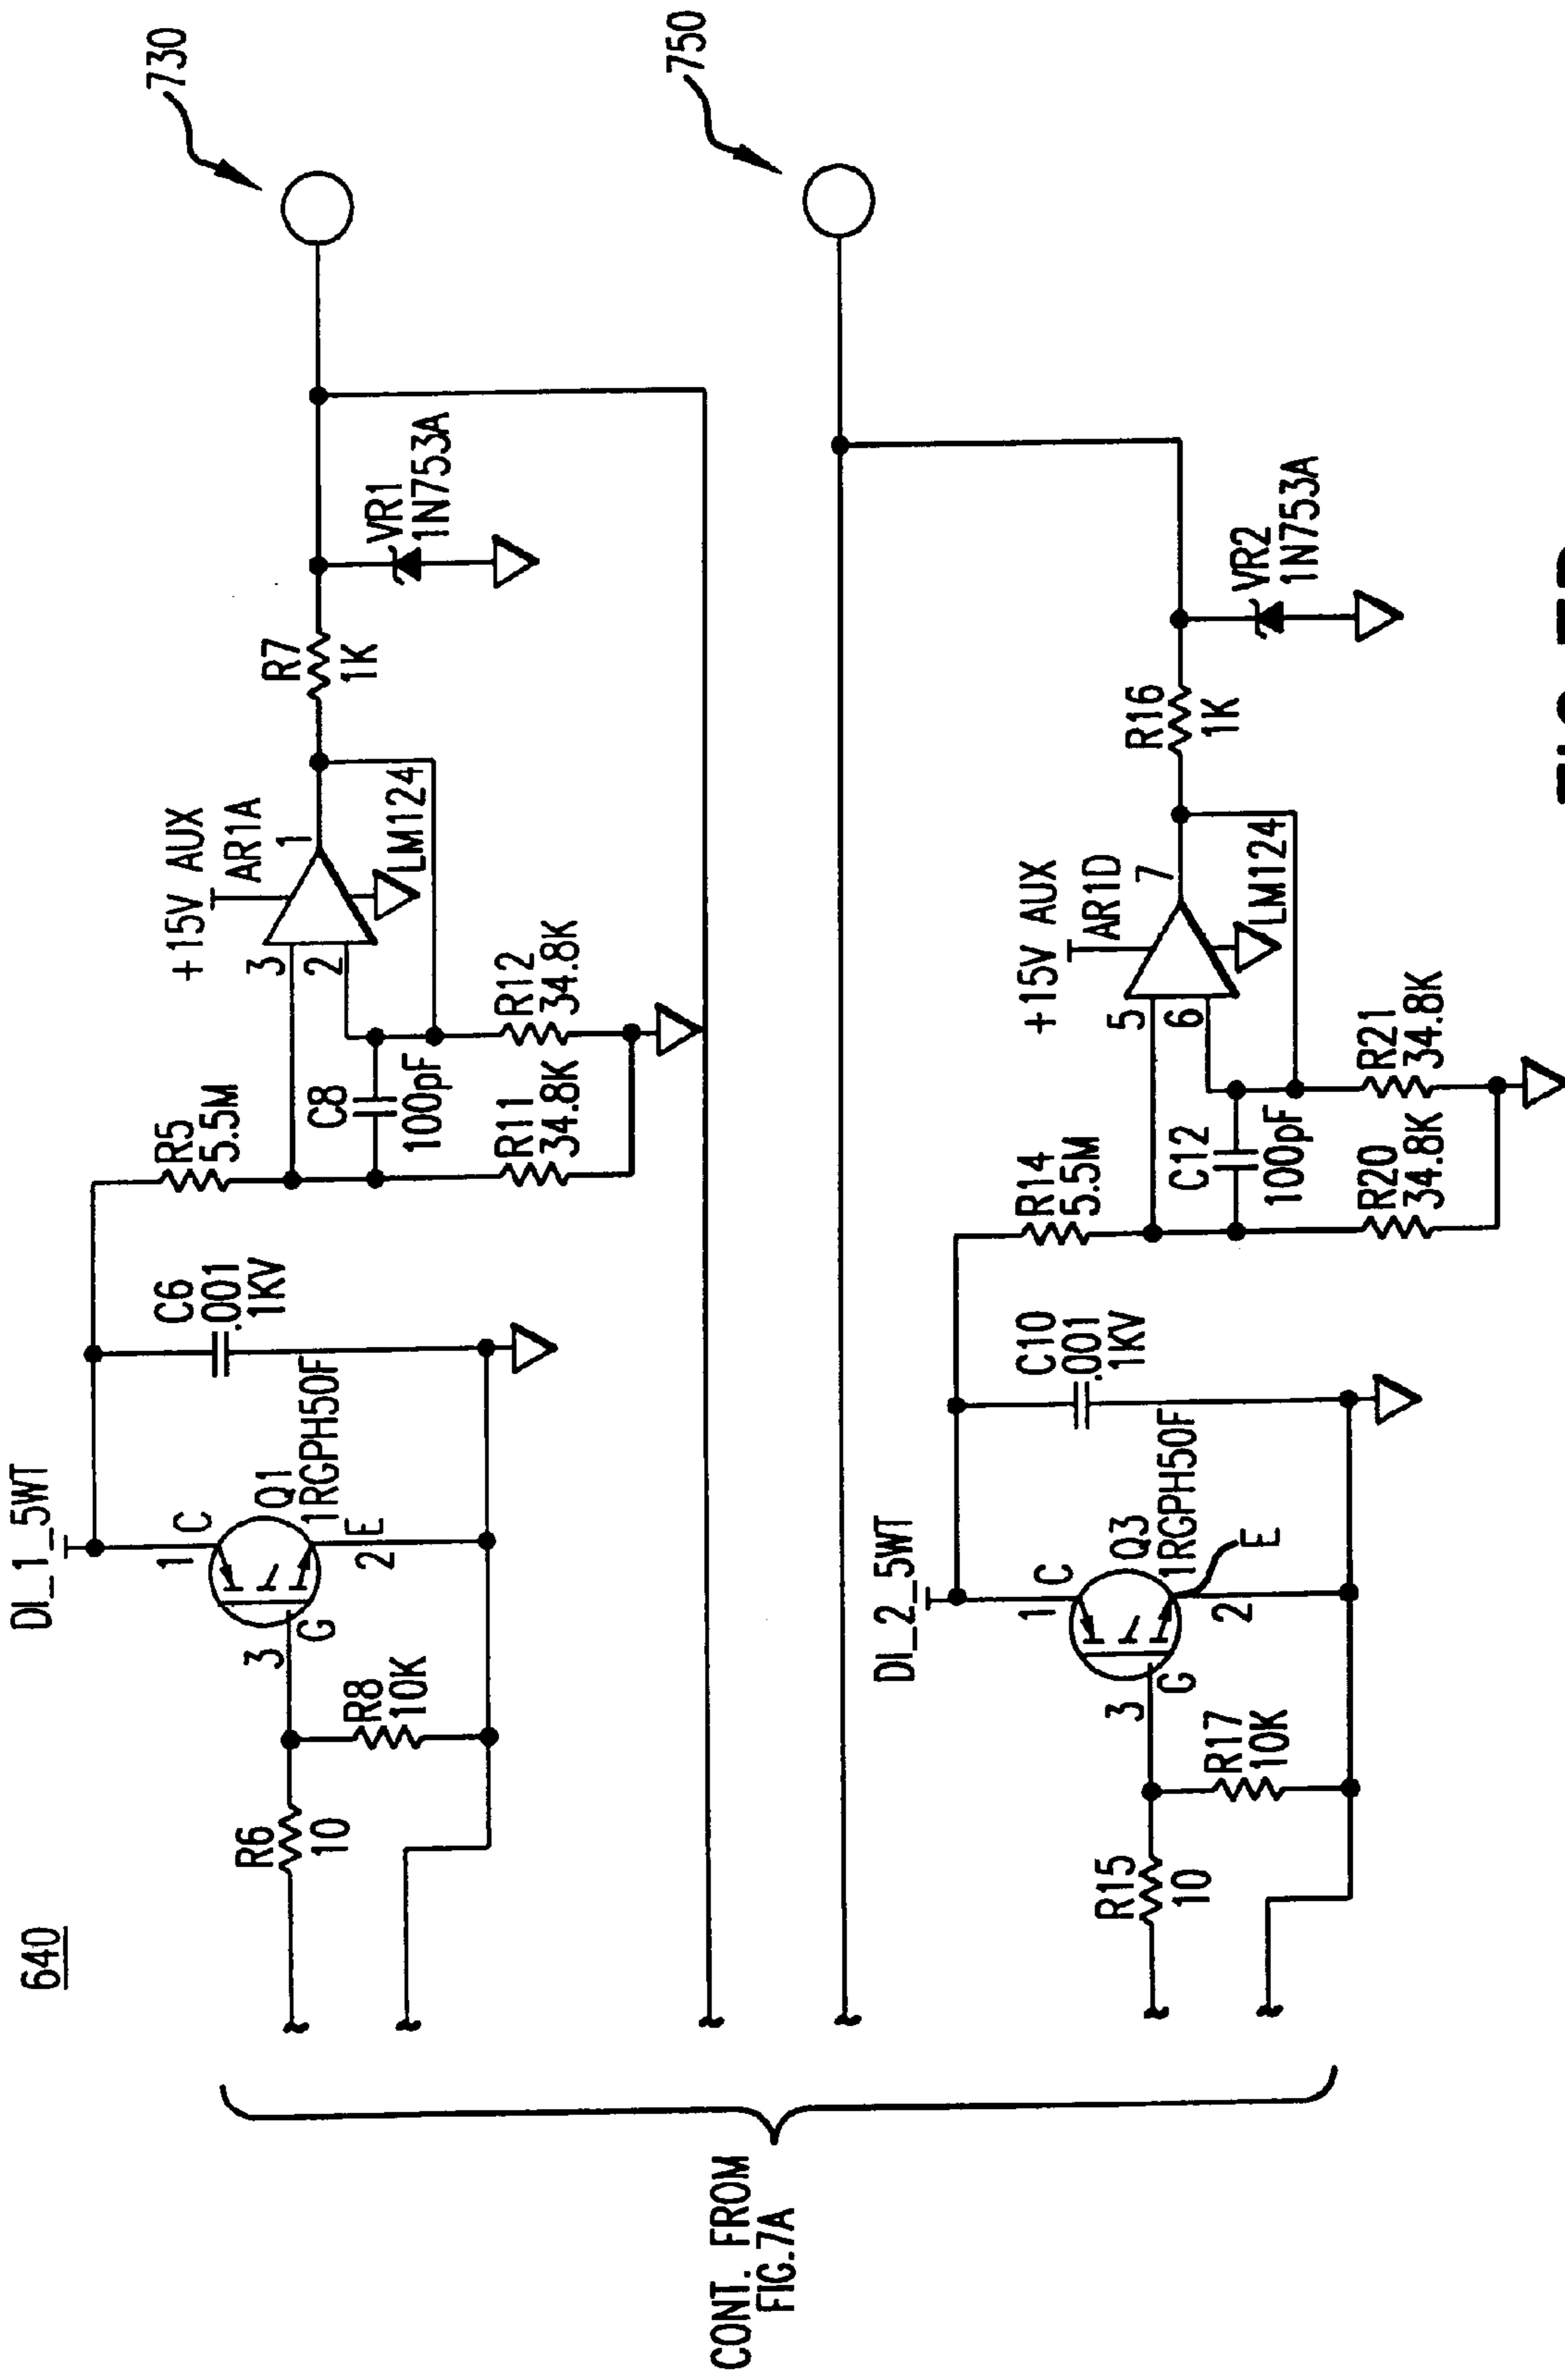 640
DI_1_5WT
R6
10
R8
10K
3
G
1
C
Q1
1RGPH50F
2
E
C6
.001
1KV
R5
5.5M
C8
100pF
R11
34.8K
R12
34.8K
+15V AUX
AR1A
3
2
1
LM124
R7
1K
VR1
1N753A
730
750
CONT. FROM
FIG.7A
DI_2_5WT
R15
10
R17
10K
3
G
1
C
Q3
1RGPH50F
2
E
C10
.001
1KV
R14
5.5M
C12
100pF
R20
34.8K
R21
34.8K
+15V AUX
AR1D
5
6
7
LM124
R16
1K
VR2
1N753A